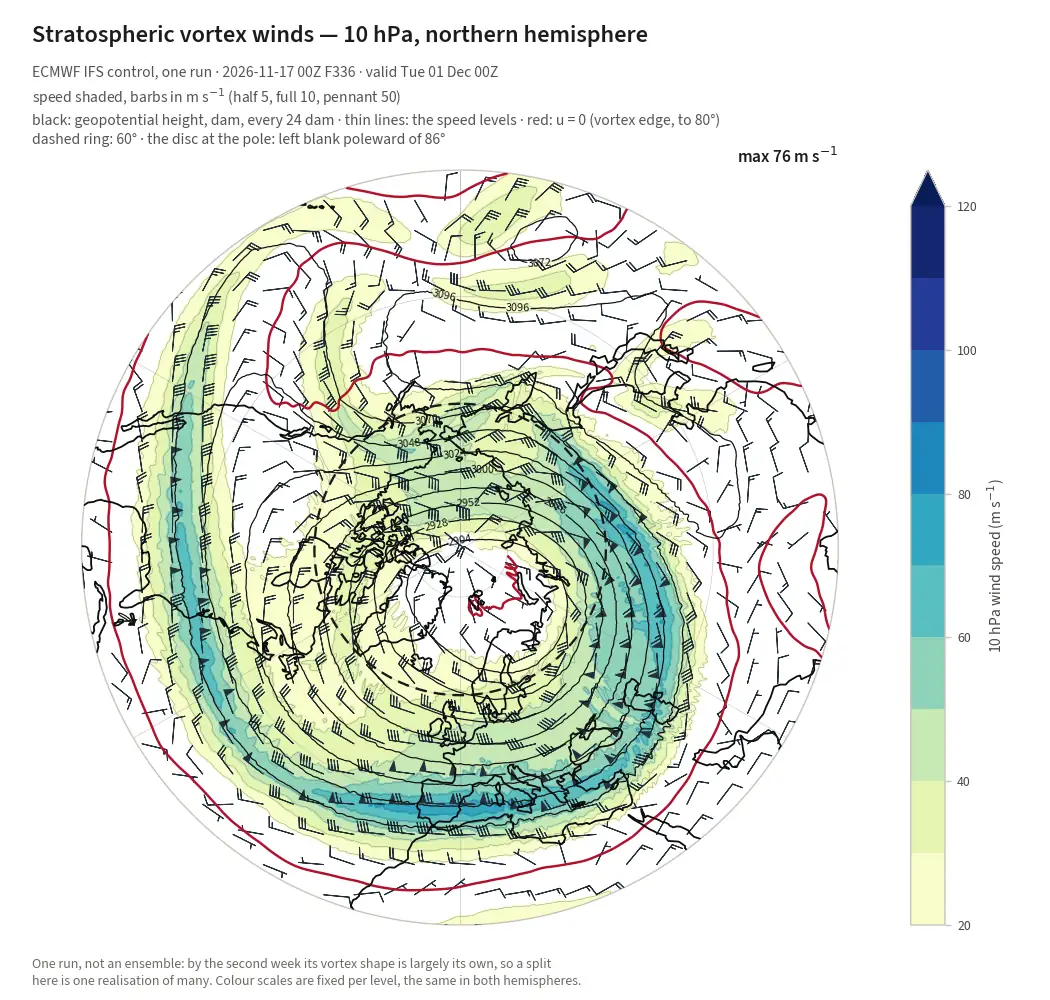 Stratospheric vortex winds — 10 hPa, northern hemisphere
ECMWF IFS control, one run · 2026-11-17 00Z F336 · valid Tue 01 Dec 00Z
speed shaded, barbs in m s⁻¹ (half 5, full 10, pennant 50)
black: geopotential height, dam, every 24 dam · thin lines: the speed levels · red: u = 0 (vortex edge, to 80°)
dashed ring: 60° · the disc at the pole: left blank poleward of 86°
max 76 m s⁻¹
120
100
80
60
40
20
10 hPa wind speed (m s⁻¹)
3072
3096
3096
3048
3000
2952
2928
2904
One run, not an ensemble: by the second week its vortex shape is largely its own, so a split
here is one realisation of many. Colour scales are fixed per level, the same in both hemispheres.